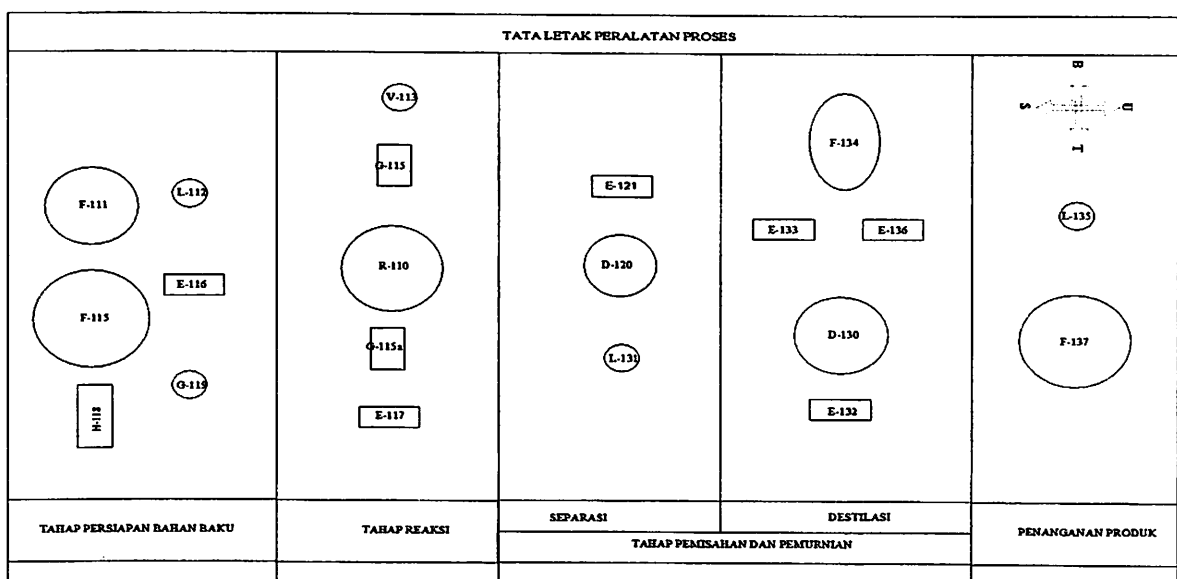 TATA LETAK PERALATAN PROSES
F-111
L-112
E-116
F-115
G-119
H-118
V-113
G-115
R-110
G-115a
E-117
E-121
D-120
L-131
F-134
E-133
E-136
D-130
E-132
B
S
U
T
L-135
F-137
TAHAP PERSIAPAN BAHAN BAKU
TAHAP REAKSI
SEPARASI
DESTILASI
TAHAP PEMISAHAN DAN PEMURNIAN
PENANGANAN PRODUK